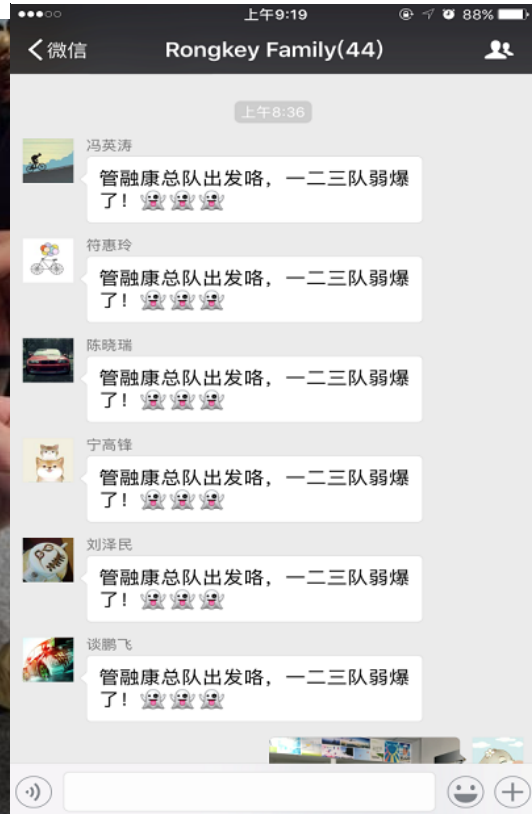 上午9:19
88%
微信
Rongkey Family(44)
上午8:36
冯英涛
管融康总队出发咯，一二三队弱爆
了！👻👻👻
符惠玲
管融康总队出发咯，一二三队弱爆
了！👻👻👻
陈晓瑞
管融康总队出发咯，一二三队弱爆
了！👻👻👻
宁高锋
管融康总队出发咯，一二三队弱爆
了！👻👻👻
刘泽民
管融康总队出发咯，一二三队弱爆
了！👻👻👻
谈鹏飞
管融康总队出发咯，一二三队弱爆
了！👻👻👻